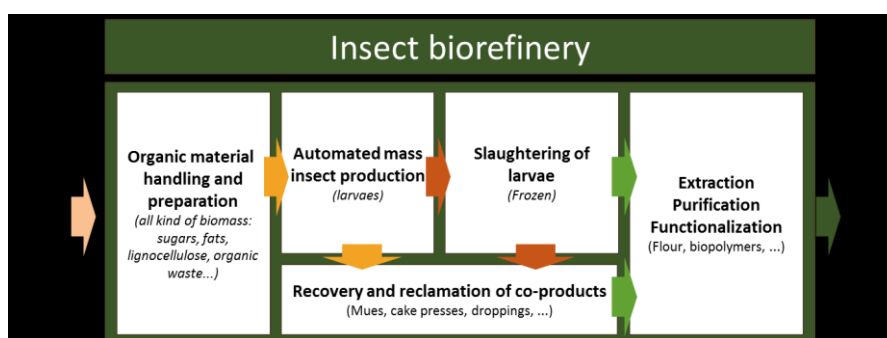 Insect biorefinery
Organic material
handling and
preparation
(all kind of biomass:
sugars, fats,
lignocellulose, organic
waste...)
Automated mass
insect production
(larvaes)
Slaughtering of
larvae
(Frozen)
Extraction
Purification
Functionalization
(Flour, biopolymers, ...)
Recovery and reclamation of co-products
(Mues, cake presses, droppings, ...)